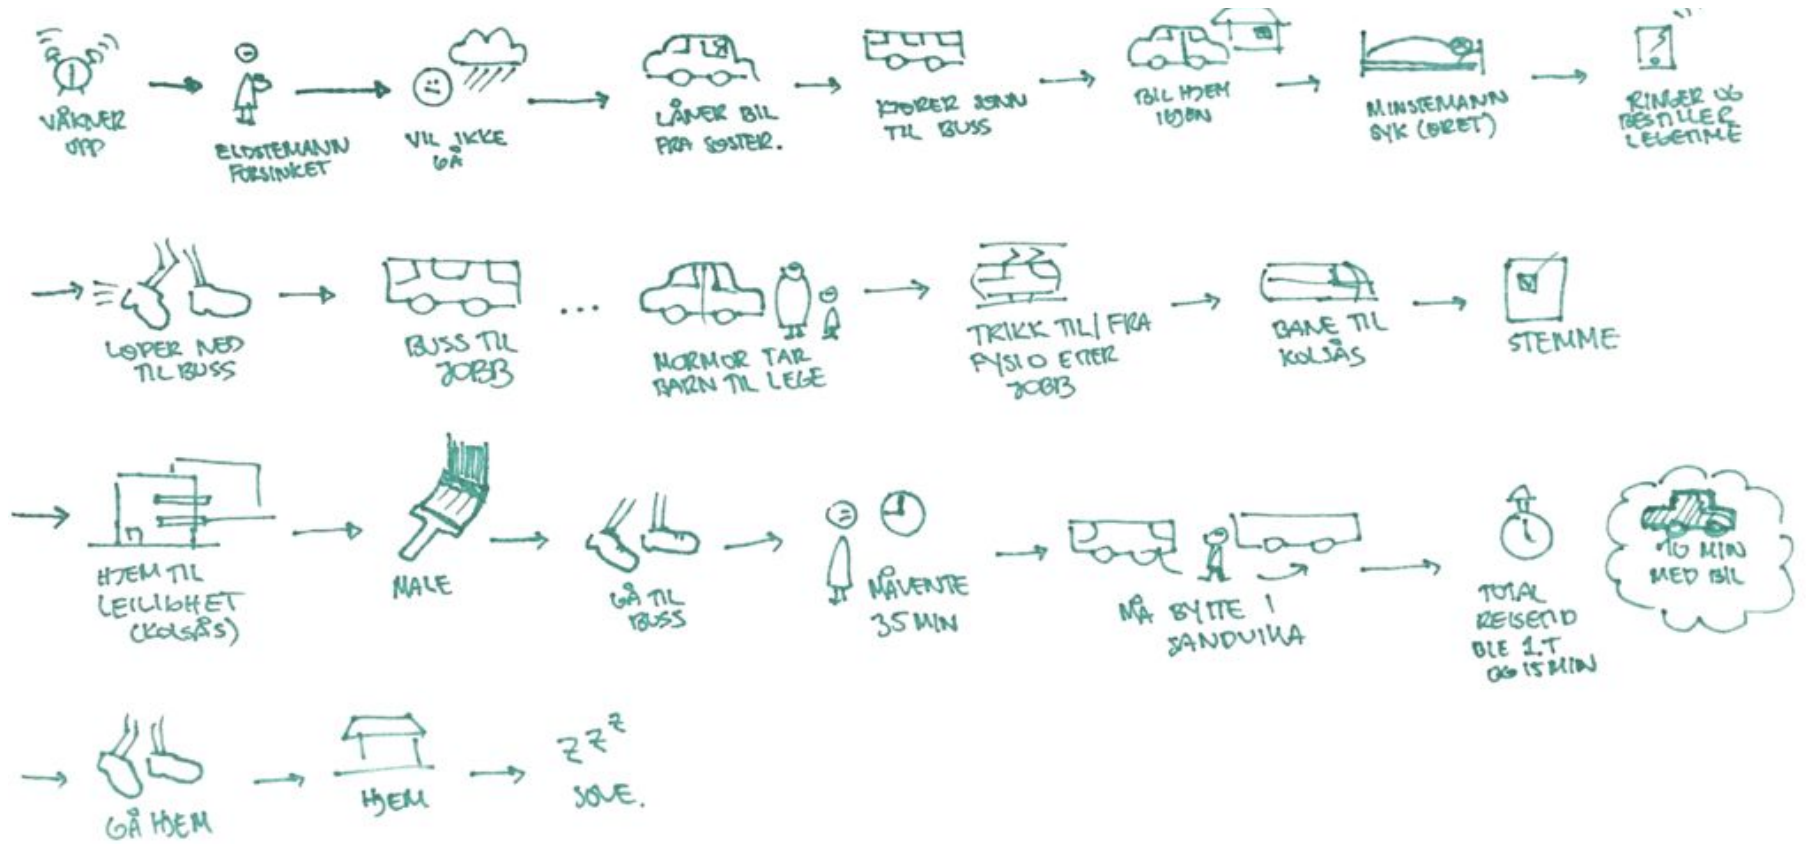 VÅKNER
OPP
ELDSTEMANN
FORSINKET
VIL IKKE
GÅ
LÅNER BIL
FRA SØSTER.
KJØRER SØNN
TIL BUSS
BIL HJEM
IGJEN
MINSTEMANN
SYK (ØRET)
RINGER OG
BESTILLER
LEGETIME
LØPER NED
TIL BUSS
BUSS TIL
JOBB
...
MORMOR TAR
BARN TIL LEGE
TRIKK TIL/FRA
FYSIO ETTER
JOBB
BANE TIL
KOLSÅS
STEMME
HJEM TIL
LEILIGHET
(KOLSÅS)
MALE
GÅ TIL
BUSS
MÅ VENTE
35 MIN
MÅ BYTTE I
SANDVIKA
TOTAL
REISETID
BLE 1.T
OG 15 MIN
10 MIN
MED BIL
GÅ HJEM
HJEM
zzz
SOVE.